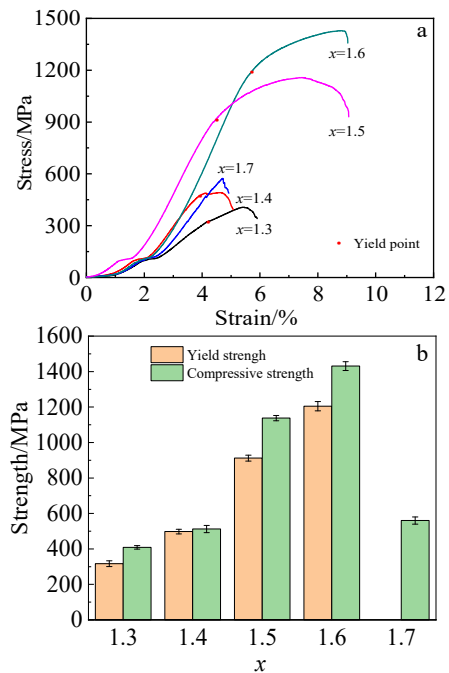 a
1500
1200
900
600
300
0
Stress/MPa
x=1.6
x=1.5
x=1.7
x=1.4
x=1.3
Yield point
0 2 4 6 8 10 12
Strain/%
b
1600
1400
1200
1000
800
600
400
200
0
Strength/MPa
Yield strengh
Compressive strength
1.3 1.4 1.5 1.6 1.7
x